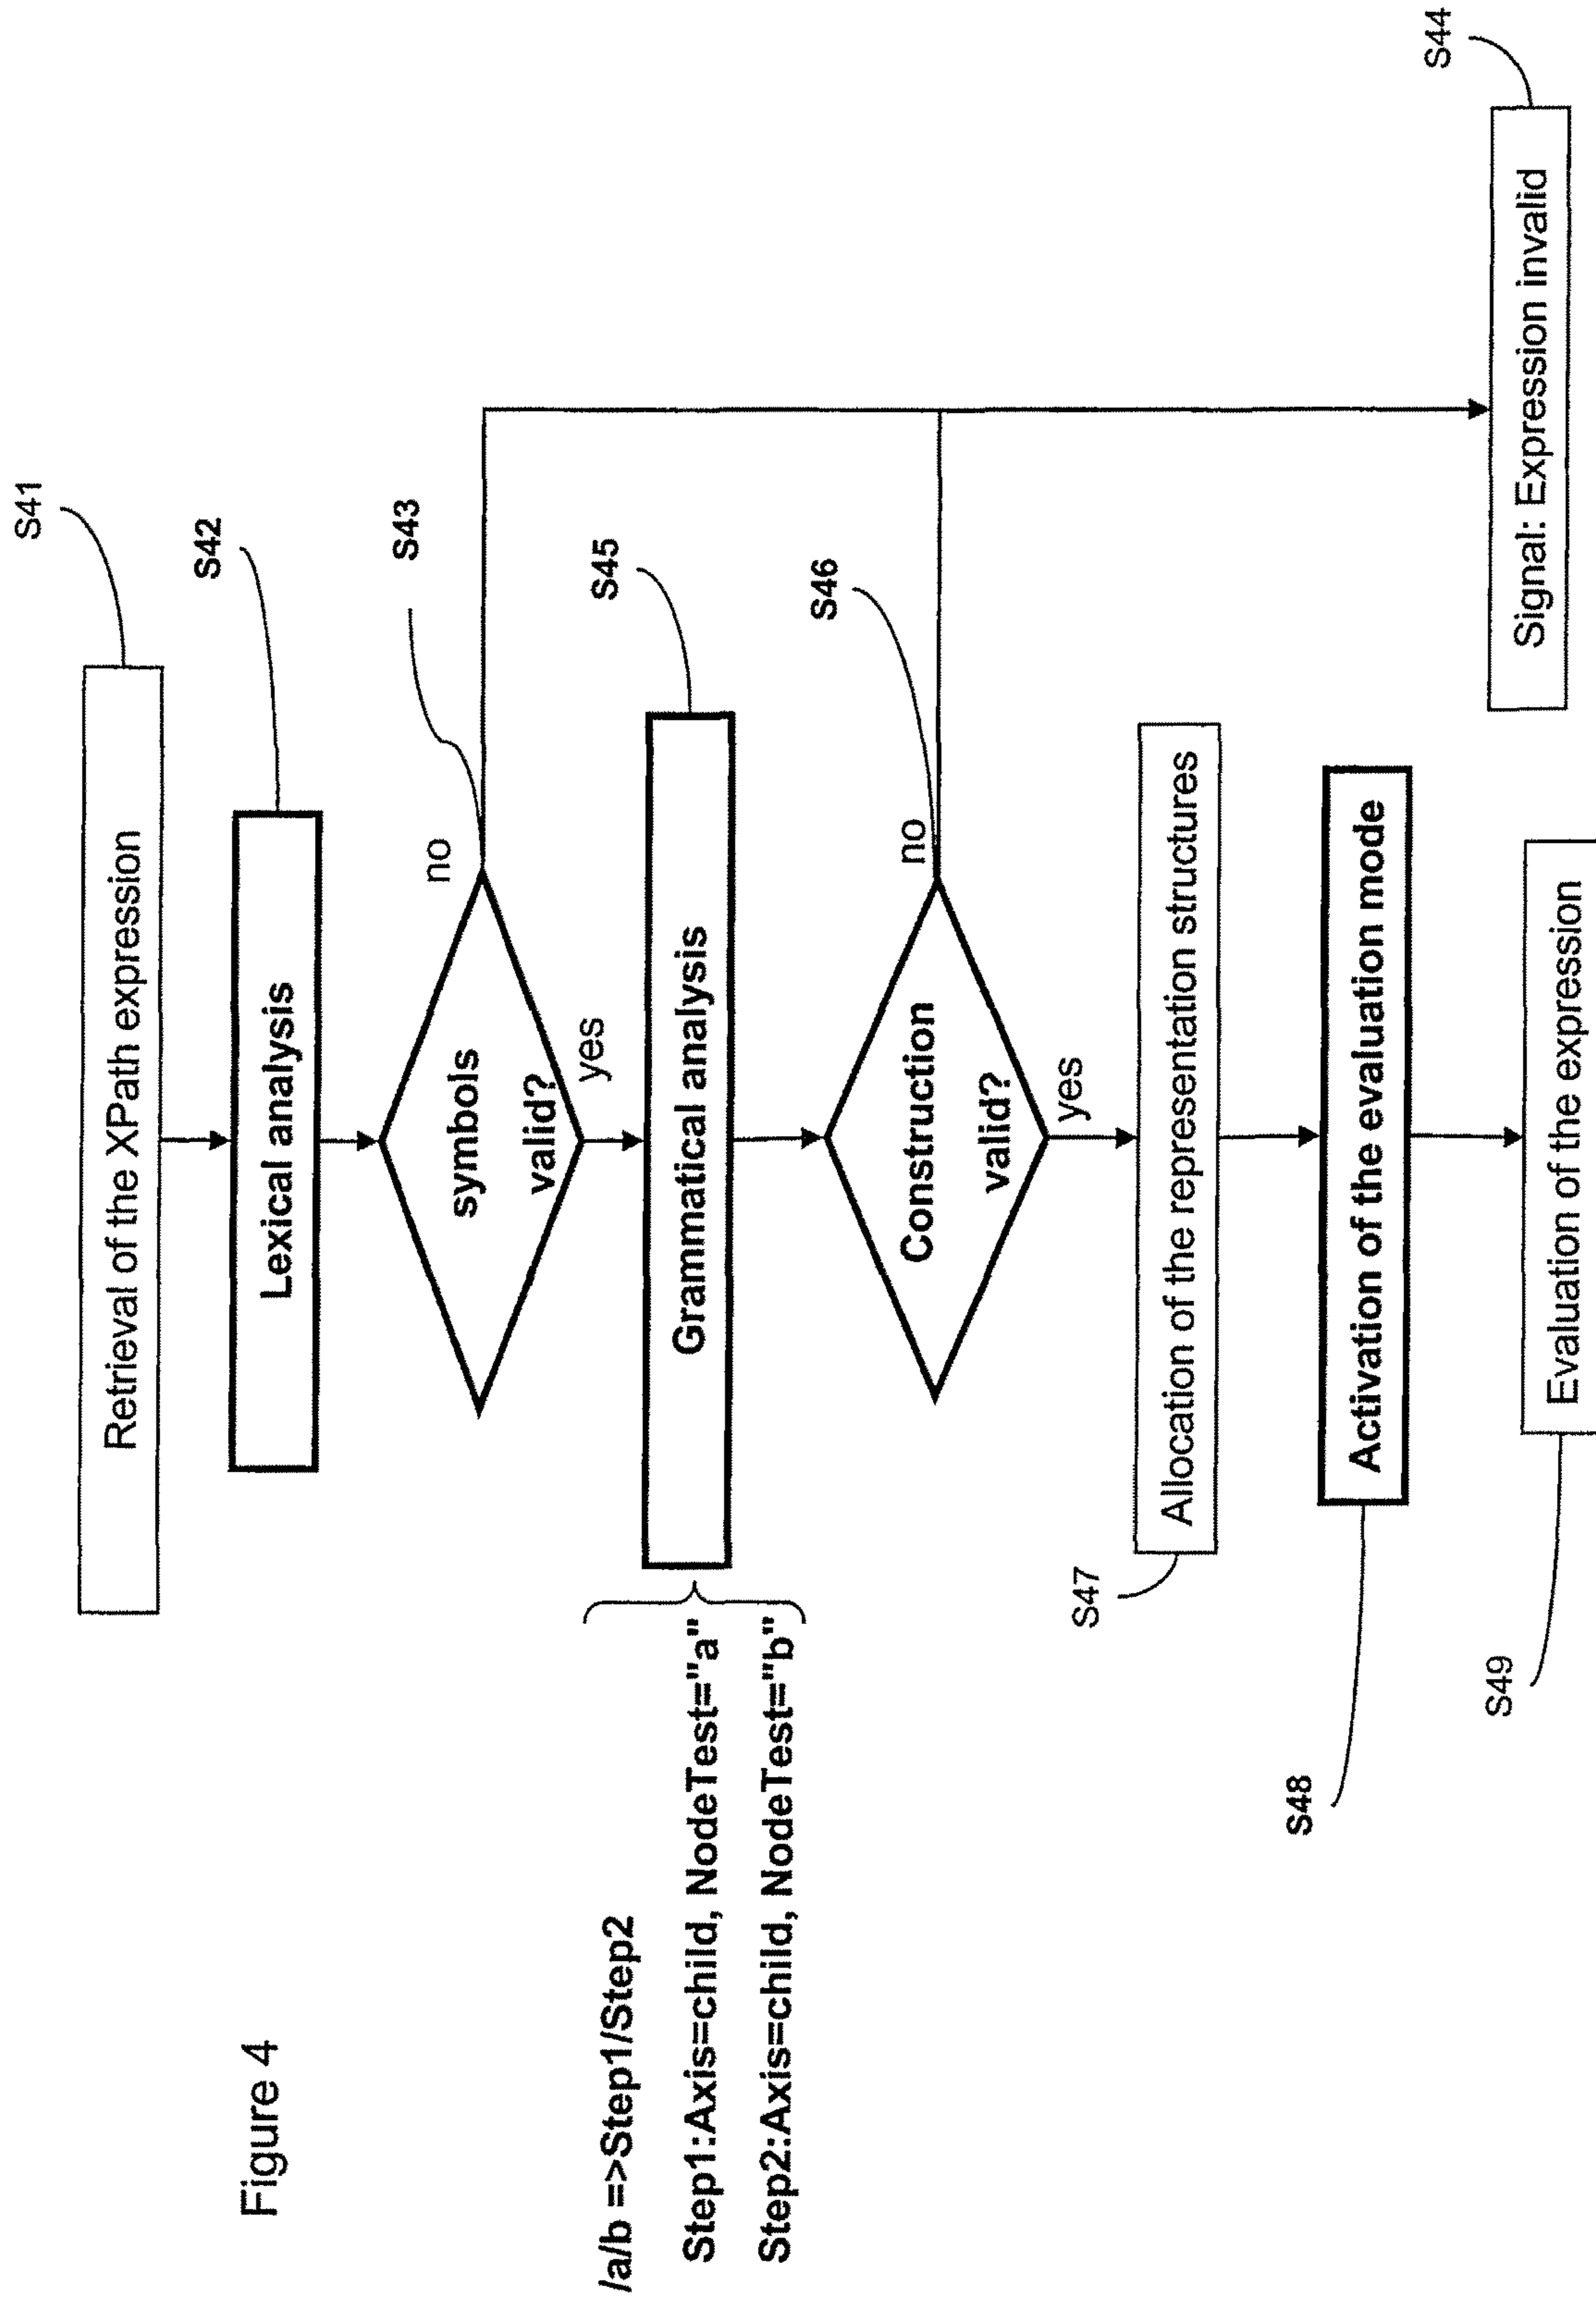 Figure 4
S41
Retrieval of the XPath expression
S42
Lexical analysis
S43
symbols
valid?
no
yes
/a/b =>Step1/Step2
Step1:Axis=child, NodeTest="a"
Step2:Axis=child, NodeTest="b"
S45
Grammatical analysis
S46
Construction
valid?
no
yes
S47
Allocation of the representation structures
S48
Activation of the evaluation mode
S49
Evaluation of the expression
S44
Signal: Expression invalid